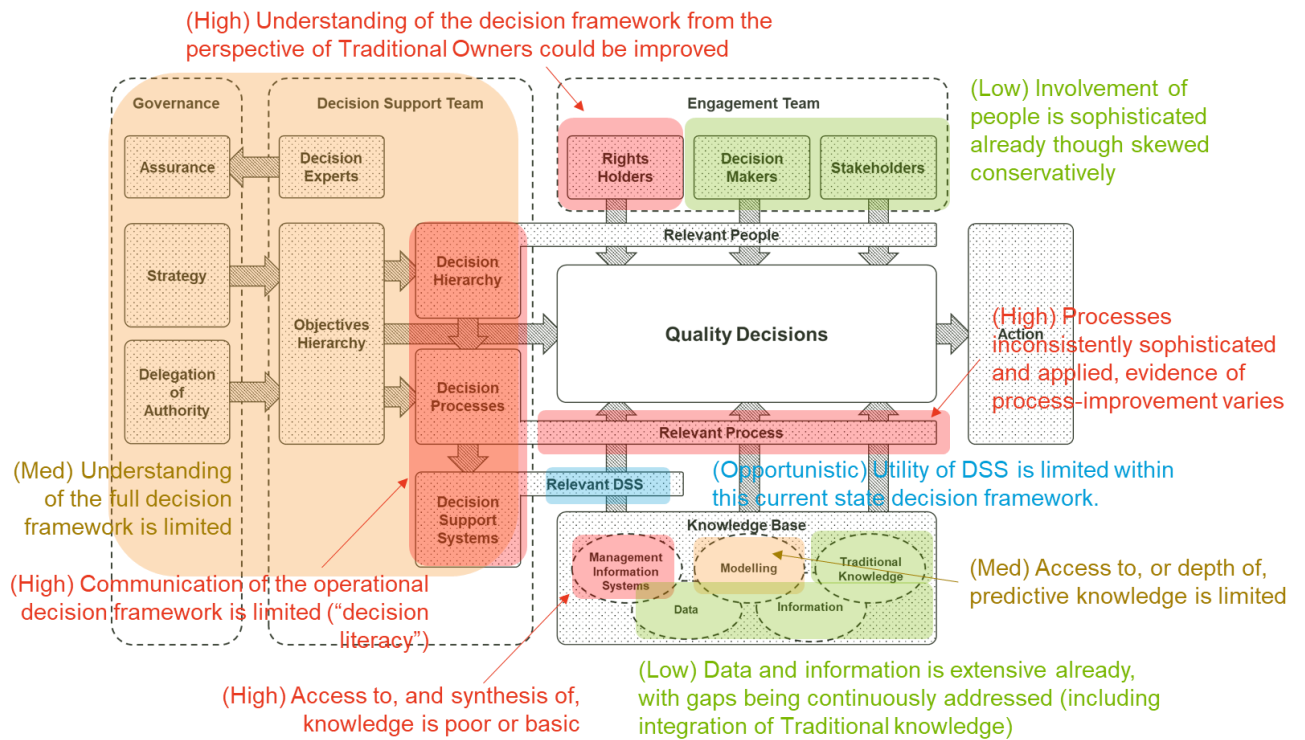 (High) Understanding of the decision framework from the
perspective of Traditional Owners could be improved
Governance
Decision Support Team
Engagement Team
(Low) Involvement of
people is sophisticated
already though skewed
conservatively
Assurance
Decision
Experts
Rights
Holders
Decision
Makers
Stakeholders
Relevant People
Strategy
Decision
Hierarchy
Objectives
Hierarchy
Quality Decisions
Action
(High) Processes
inconsistently sophisticated
and applied, evidence of
process-improvement varies
Delegation
of
Authority
Decision
Processes
Relevant Process
(Med) Understanding
of the full decision
framework is limited
Relevant DSS
(Opportunistic) Utility of DSS is limited within
this current state decision framework.
Decision
Support
Systems
Knowledge Base
Management
Information
Systems
Modelling
Traditional
Knowledge
Data
Information
(High) Communication of the operational
decision framework is limited (“decision
literacy”)
(Med) Access to, or depth of,
predictive knowledge is limited
(High) Access to, and synthesis of,
knowledge is poor or basic
(Low) Data and information is extensive already,
with gaps being continuously addressed (including
integration of Traditional knowledge)